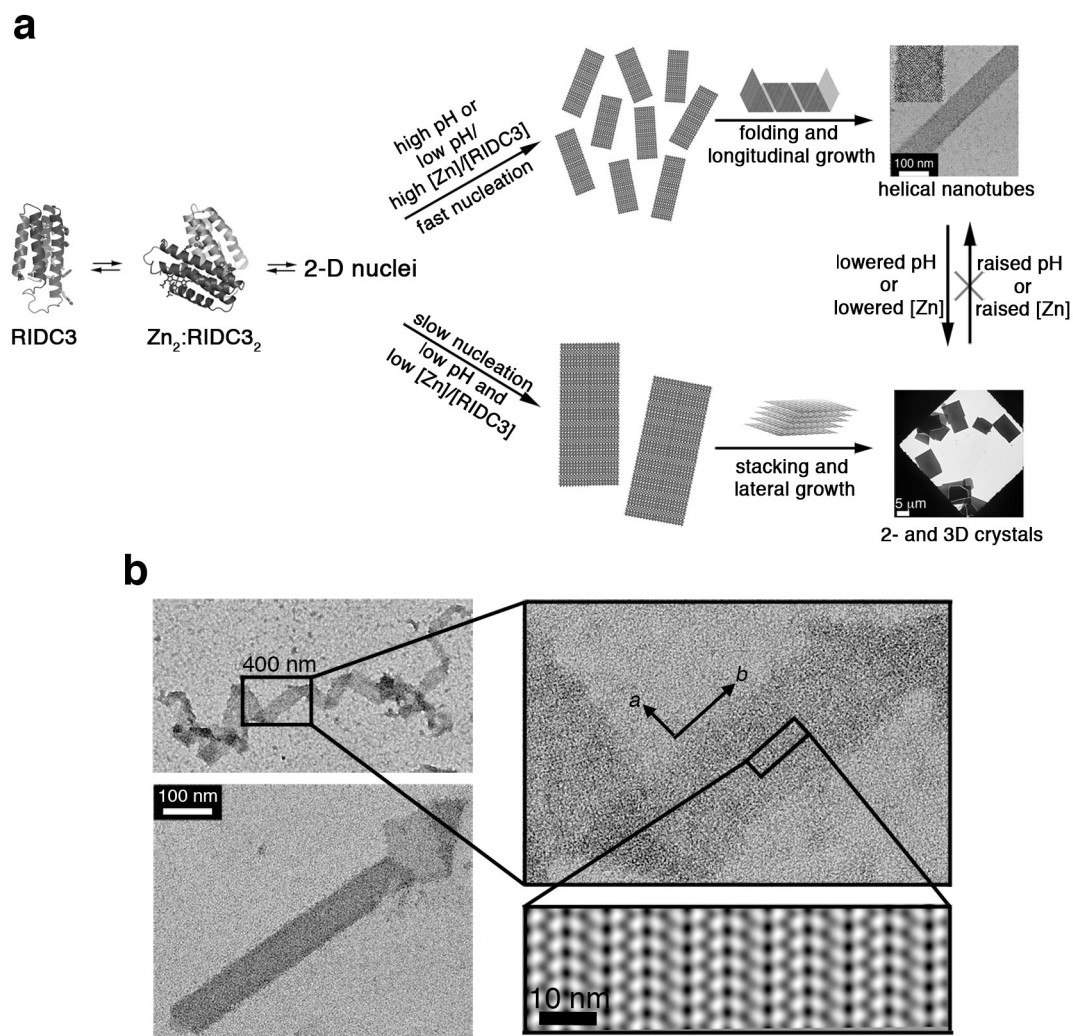 a
high pH or
low pH/
high [Zn]/[RIDC3]
fast nucleation
folding and
longitudinal growth
100 nm
helical nanotubes
RIDC3
Zn₂:RIDC3₂
2-D nuclei
lowered pH
or
lowered [Zn]
raised pH
or
raised [Zn]
slow nucleation
low pH and
low [Zn]/[RIDC3]
stacking and
lateral growth
5 μm
2- and 3D crystals
b
400 nm
a
b
100 nm
10 nm